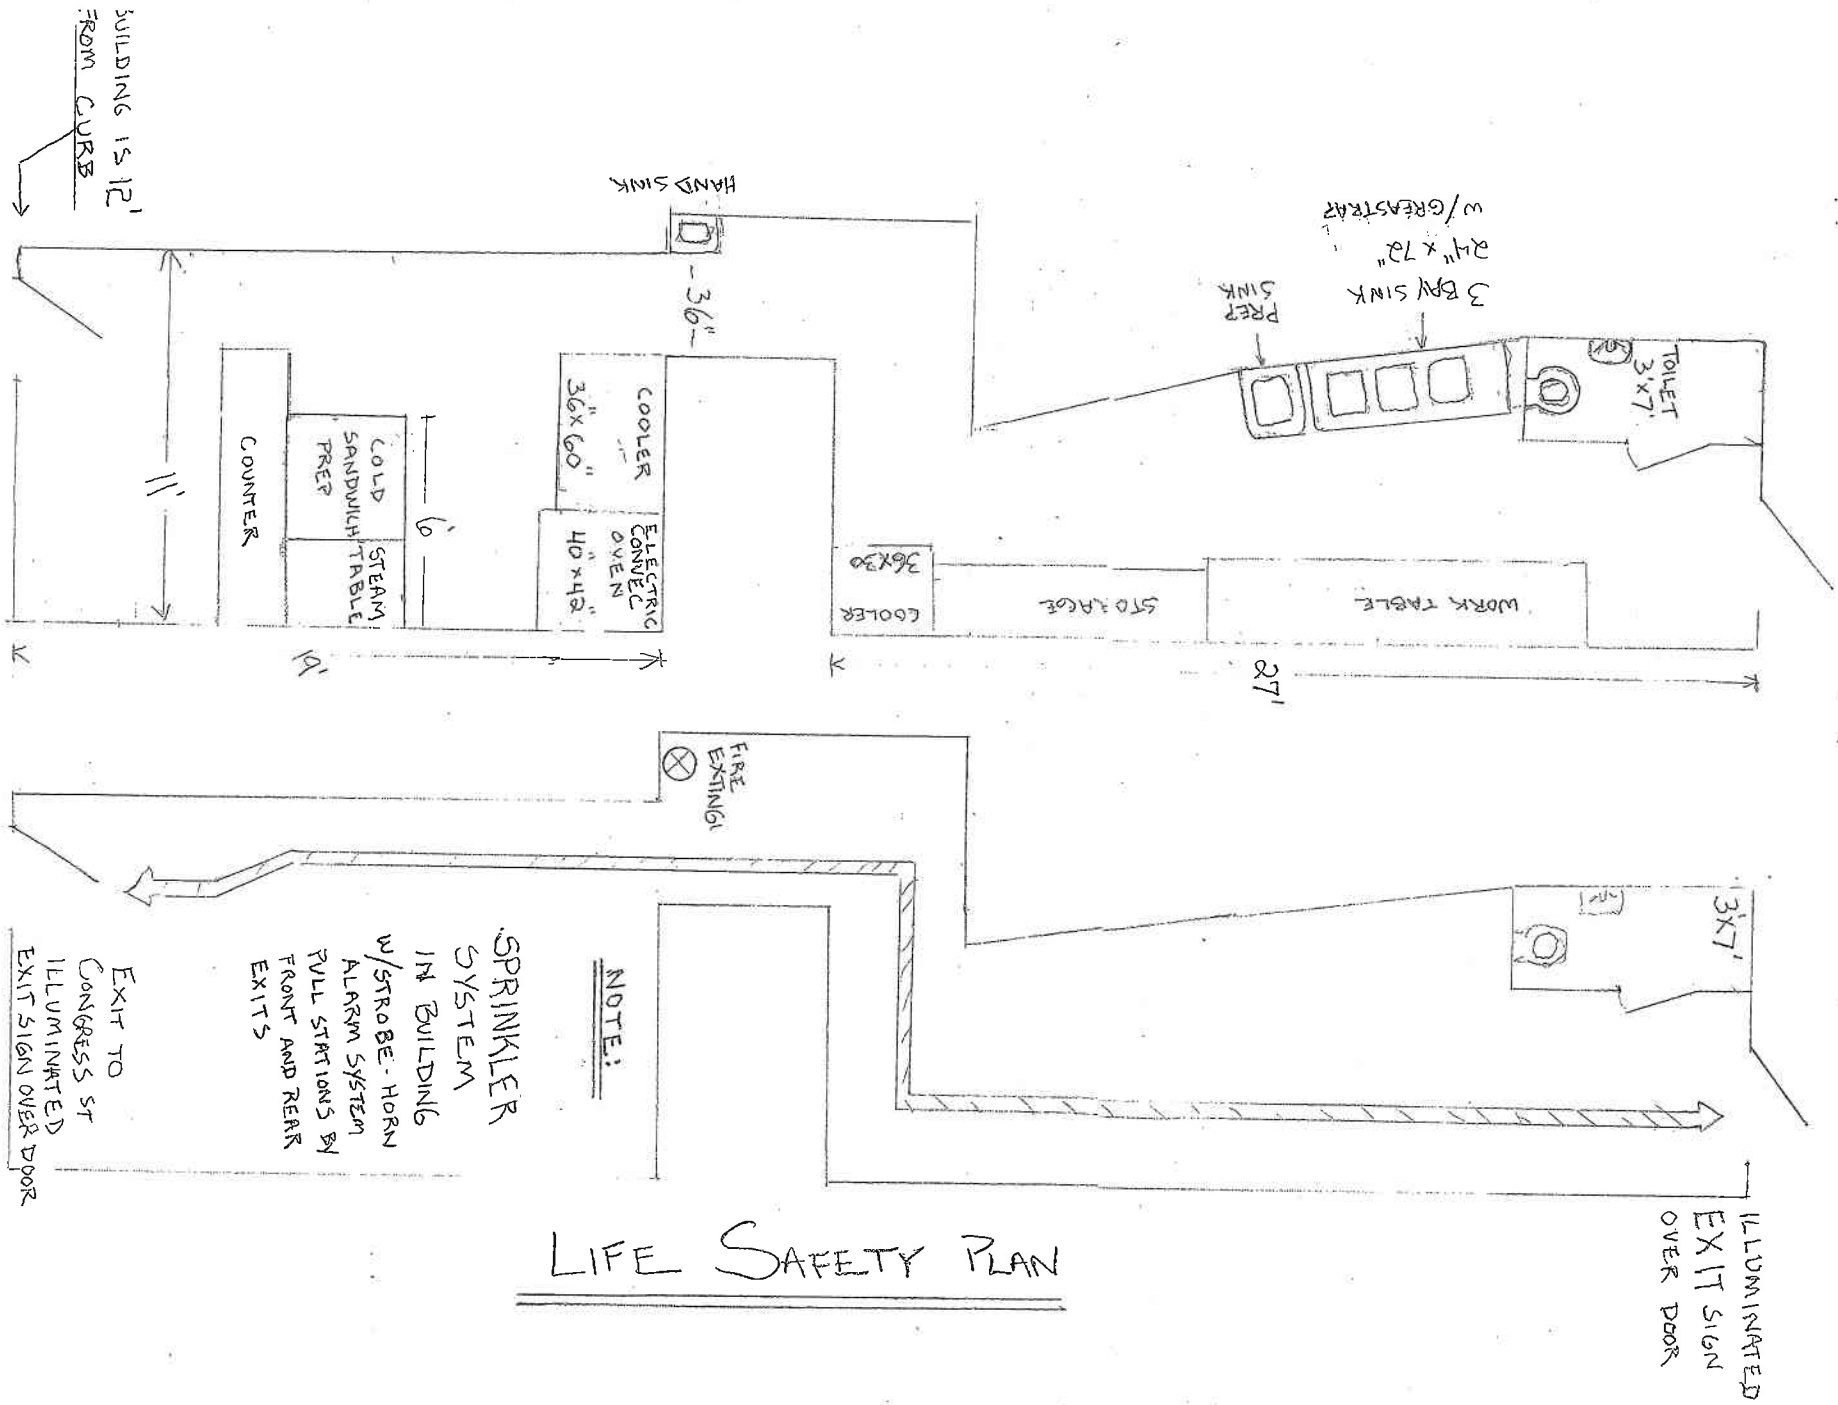 BUILDING IS 12'
FROM CURB
HAND SINK
36"
3 BAY SINK
24" x 72"
W/GREASTRAP
PREP
SINK
TOILET
3'x7'
11'
COUNTER
COLD
SANDWICH
PREP
STEAM
TABLE
6'
COOLER
36"x60"
ELECTRIC
CONVEC
OVEN
40"x42"
COOLER
36x30
STORAGE
WORK TABLE
19'
27'
FIRE
EXTINGI
3'x7'
NOTE:
SPRINKLER
SYSTEM
IN BUILDING
W/STROBE-HORN
ALARM SYSTEM
PULL STATIONS BY
FRONT AND REAR
EXITS
EXIT TO
CONGRESS ST
ILLUMINATED
EXIT SIGN OVER DOOR
ILLUMINATED
EXIT SIGN
OVER DOOR
LIFE SAFETY PLAN